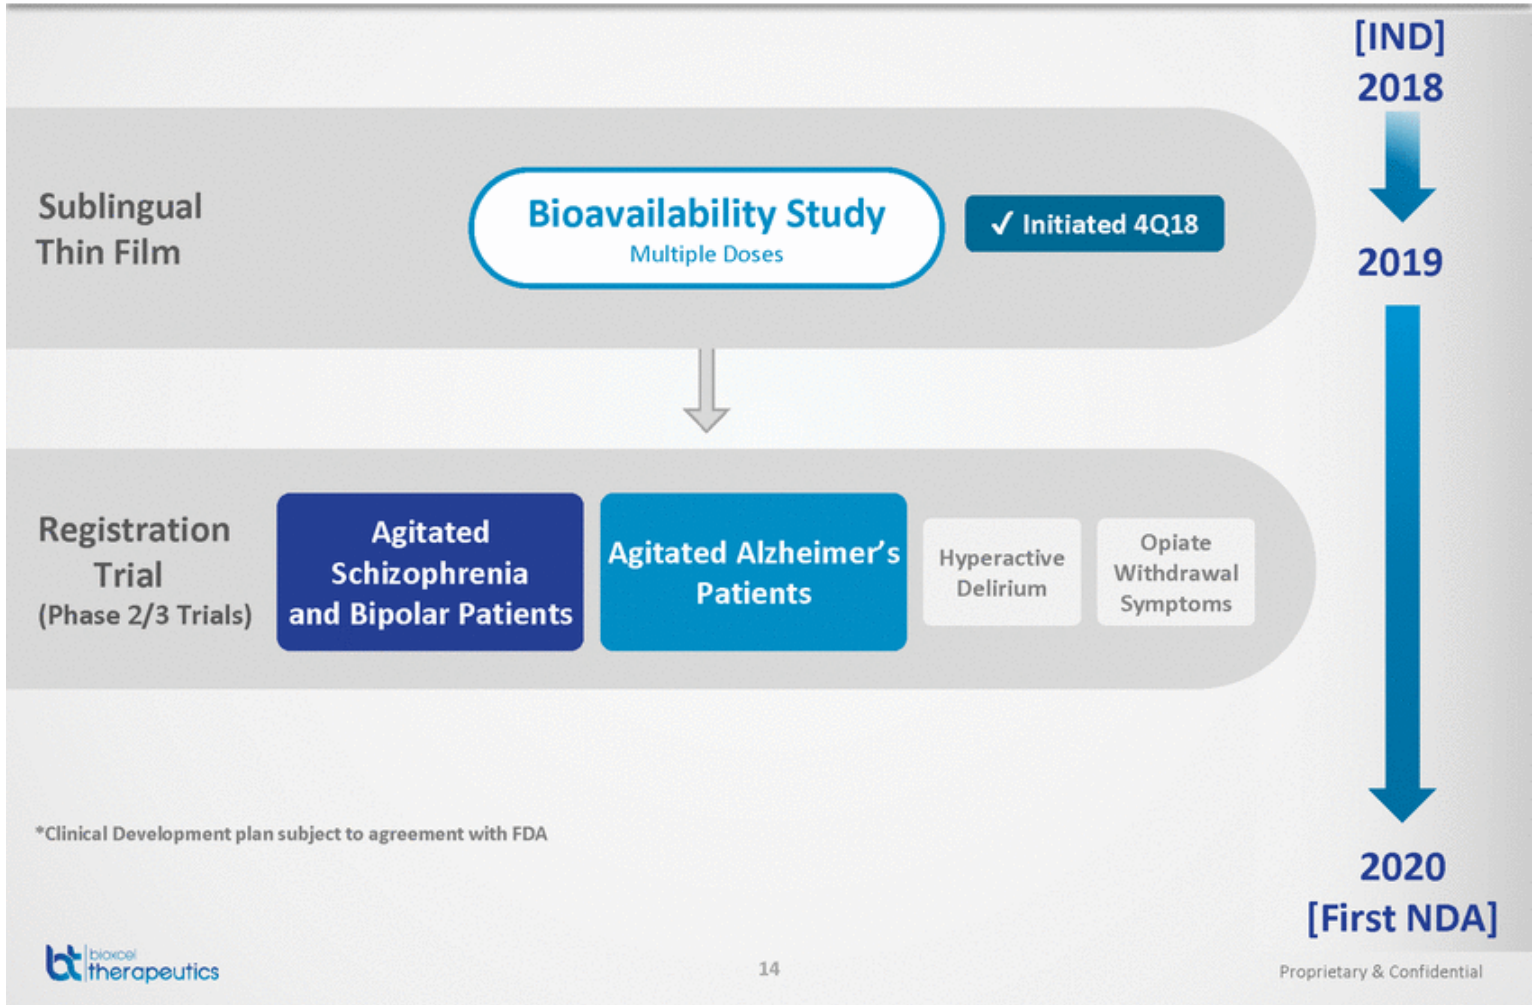 [IND]
2018
Sublingual
Thin Film
Bioavailability Study
Multiple Doses
✓ Initiated 4Q18
2019
Registration
Trial
(Phase 2/3 Trials)
Agitated
Schizophrenia
and Bipolar Patients
Agitated Alzheimer's
Patients
Hyperactive
Delirium
Opiate
Withdrawal
Symptoms
*Clinical Development plan subject to agreement with FDA
2020
[First NDA]
bt
bioxcel
therapeutics
14
Proprietary & Confidential